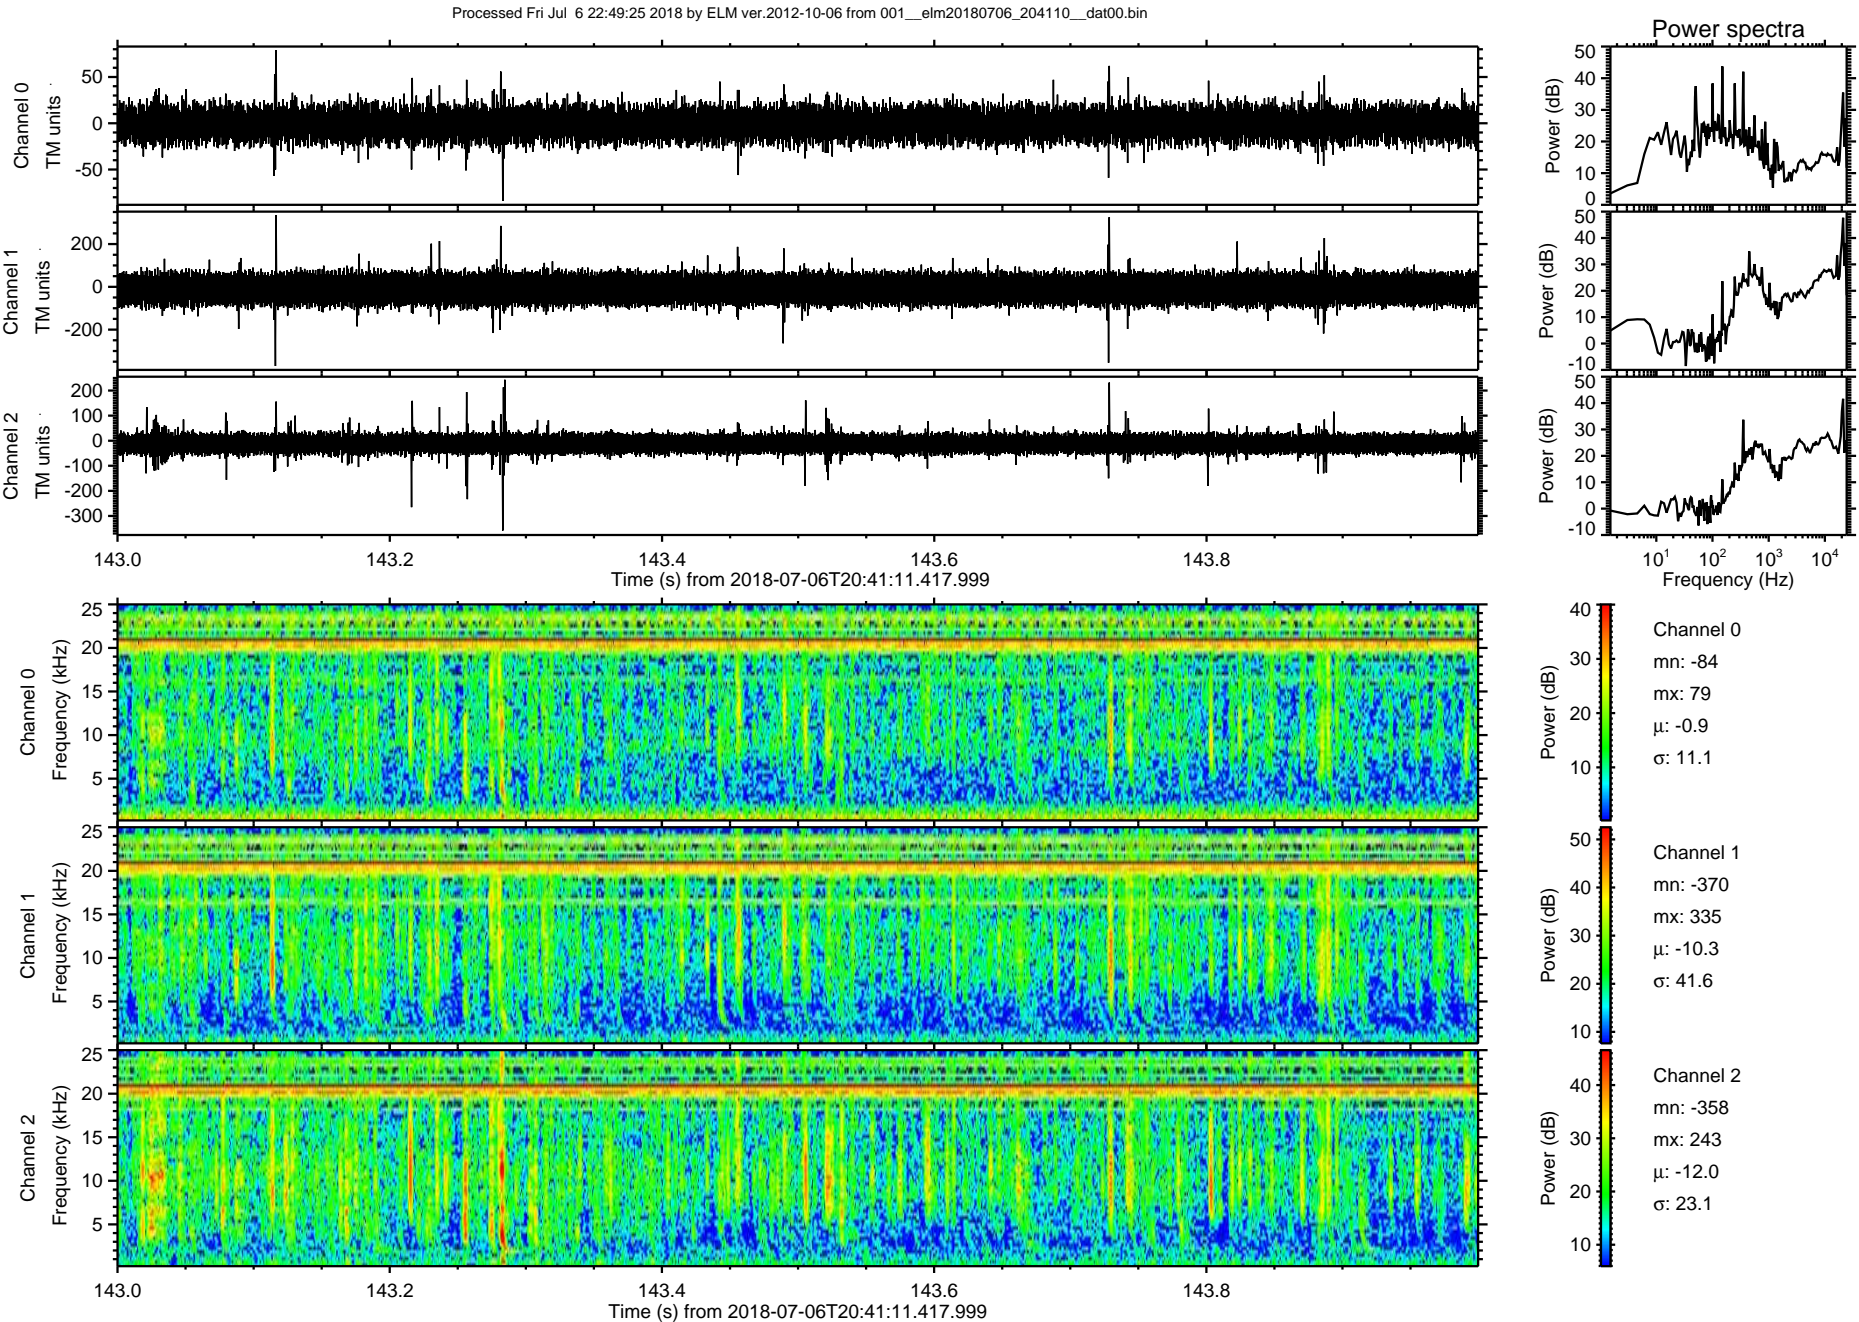 Processed Fri Jul  6 22:49:25 2018 by ELM ver.2012-10-06 from 001__elm20180706_204110__dat00.bin
Power spectra
Channel 0
TM units
50
0
-50
Power (dB)
50
40
30
20
10
0
Channel 1
TM units
200
0
-200
Power (dB)
50
40
30
20
10
0
-10
Channel 2
TM units
200
100
0
-100
-200
-300
Power (dB)
50
40
30
20
10
0
-10
143.0 143.2 143.4 143.6 143.8
Time (s) from 2018-07-06T20:41:11.417.999
10¹ 10² 10³ 10⁴
Frequency (Hz)
Channel 0
Frequency (kHz)
25
20
15
10
5
Power (dB)
40
30
20
10
Channel 0
mn: -84
mx: 79
μ: -0.9
σ: 11.1
Channel 1
Frequency (kHz)
25
20
15
10
5
Power (dB)
50
40
30
20
10
Channel 1
mn: -370
mx: 335
μ: -10.3
σ: 41.6
Channel 2
Frequency (kHz)
25
20
15
10
5
Power (dB)
40
30
20
10
Channel 2
mn: -358
mx: 243
μ: -12.0
σ: 23.1
143.0 143.2 143.4 143.6 143.8
Time (s) from 2018-07-06T20:41:11.417.999